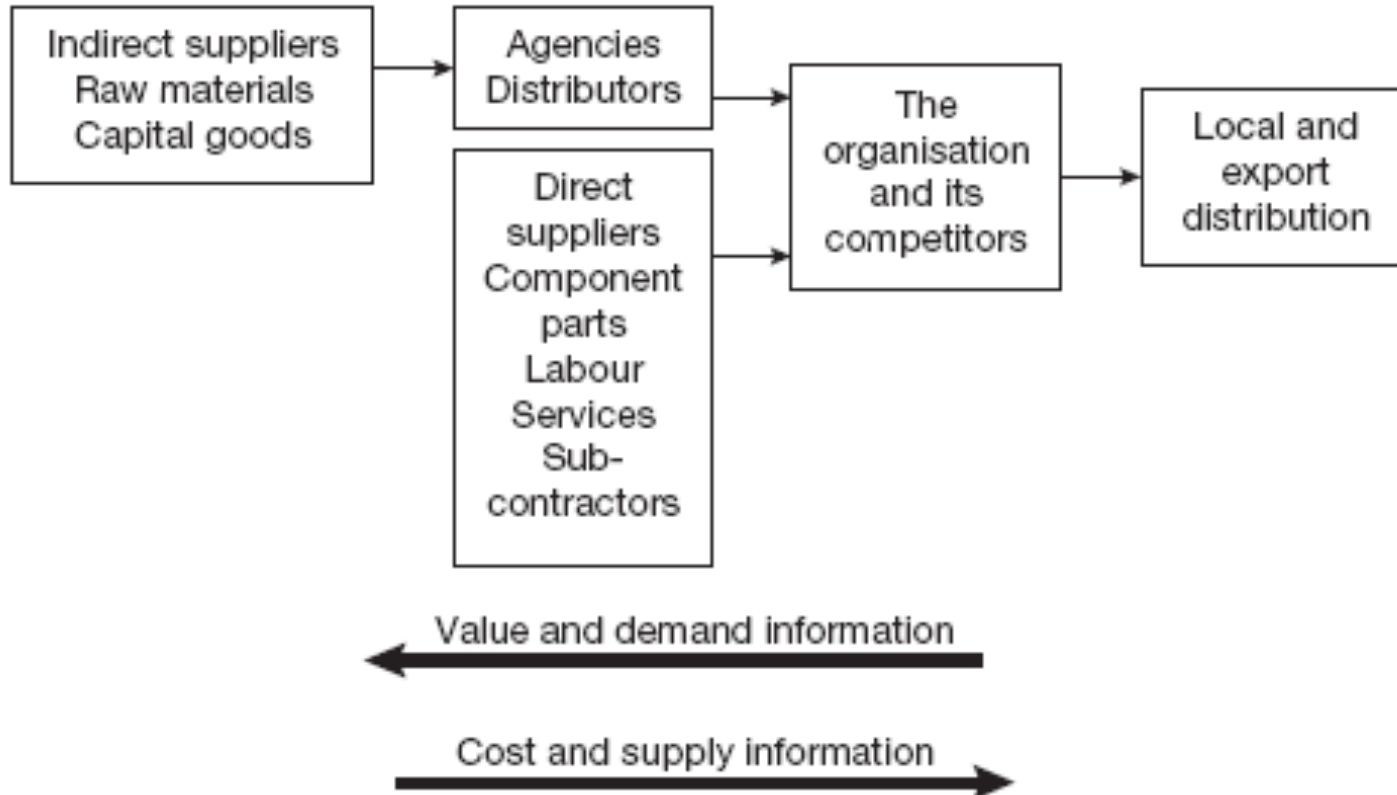 Indirect suppliers
Raw materials
Capital goods
Agencies
Distributors
Direct
suppliers
Component
parts
Labour
Services
Sub-
contractors
The
organisation
and its
competitors
Local and
export
distribution
Value and demand information
Cost and supply information